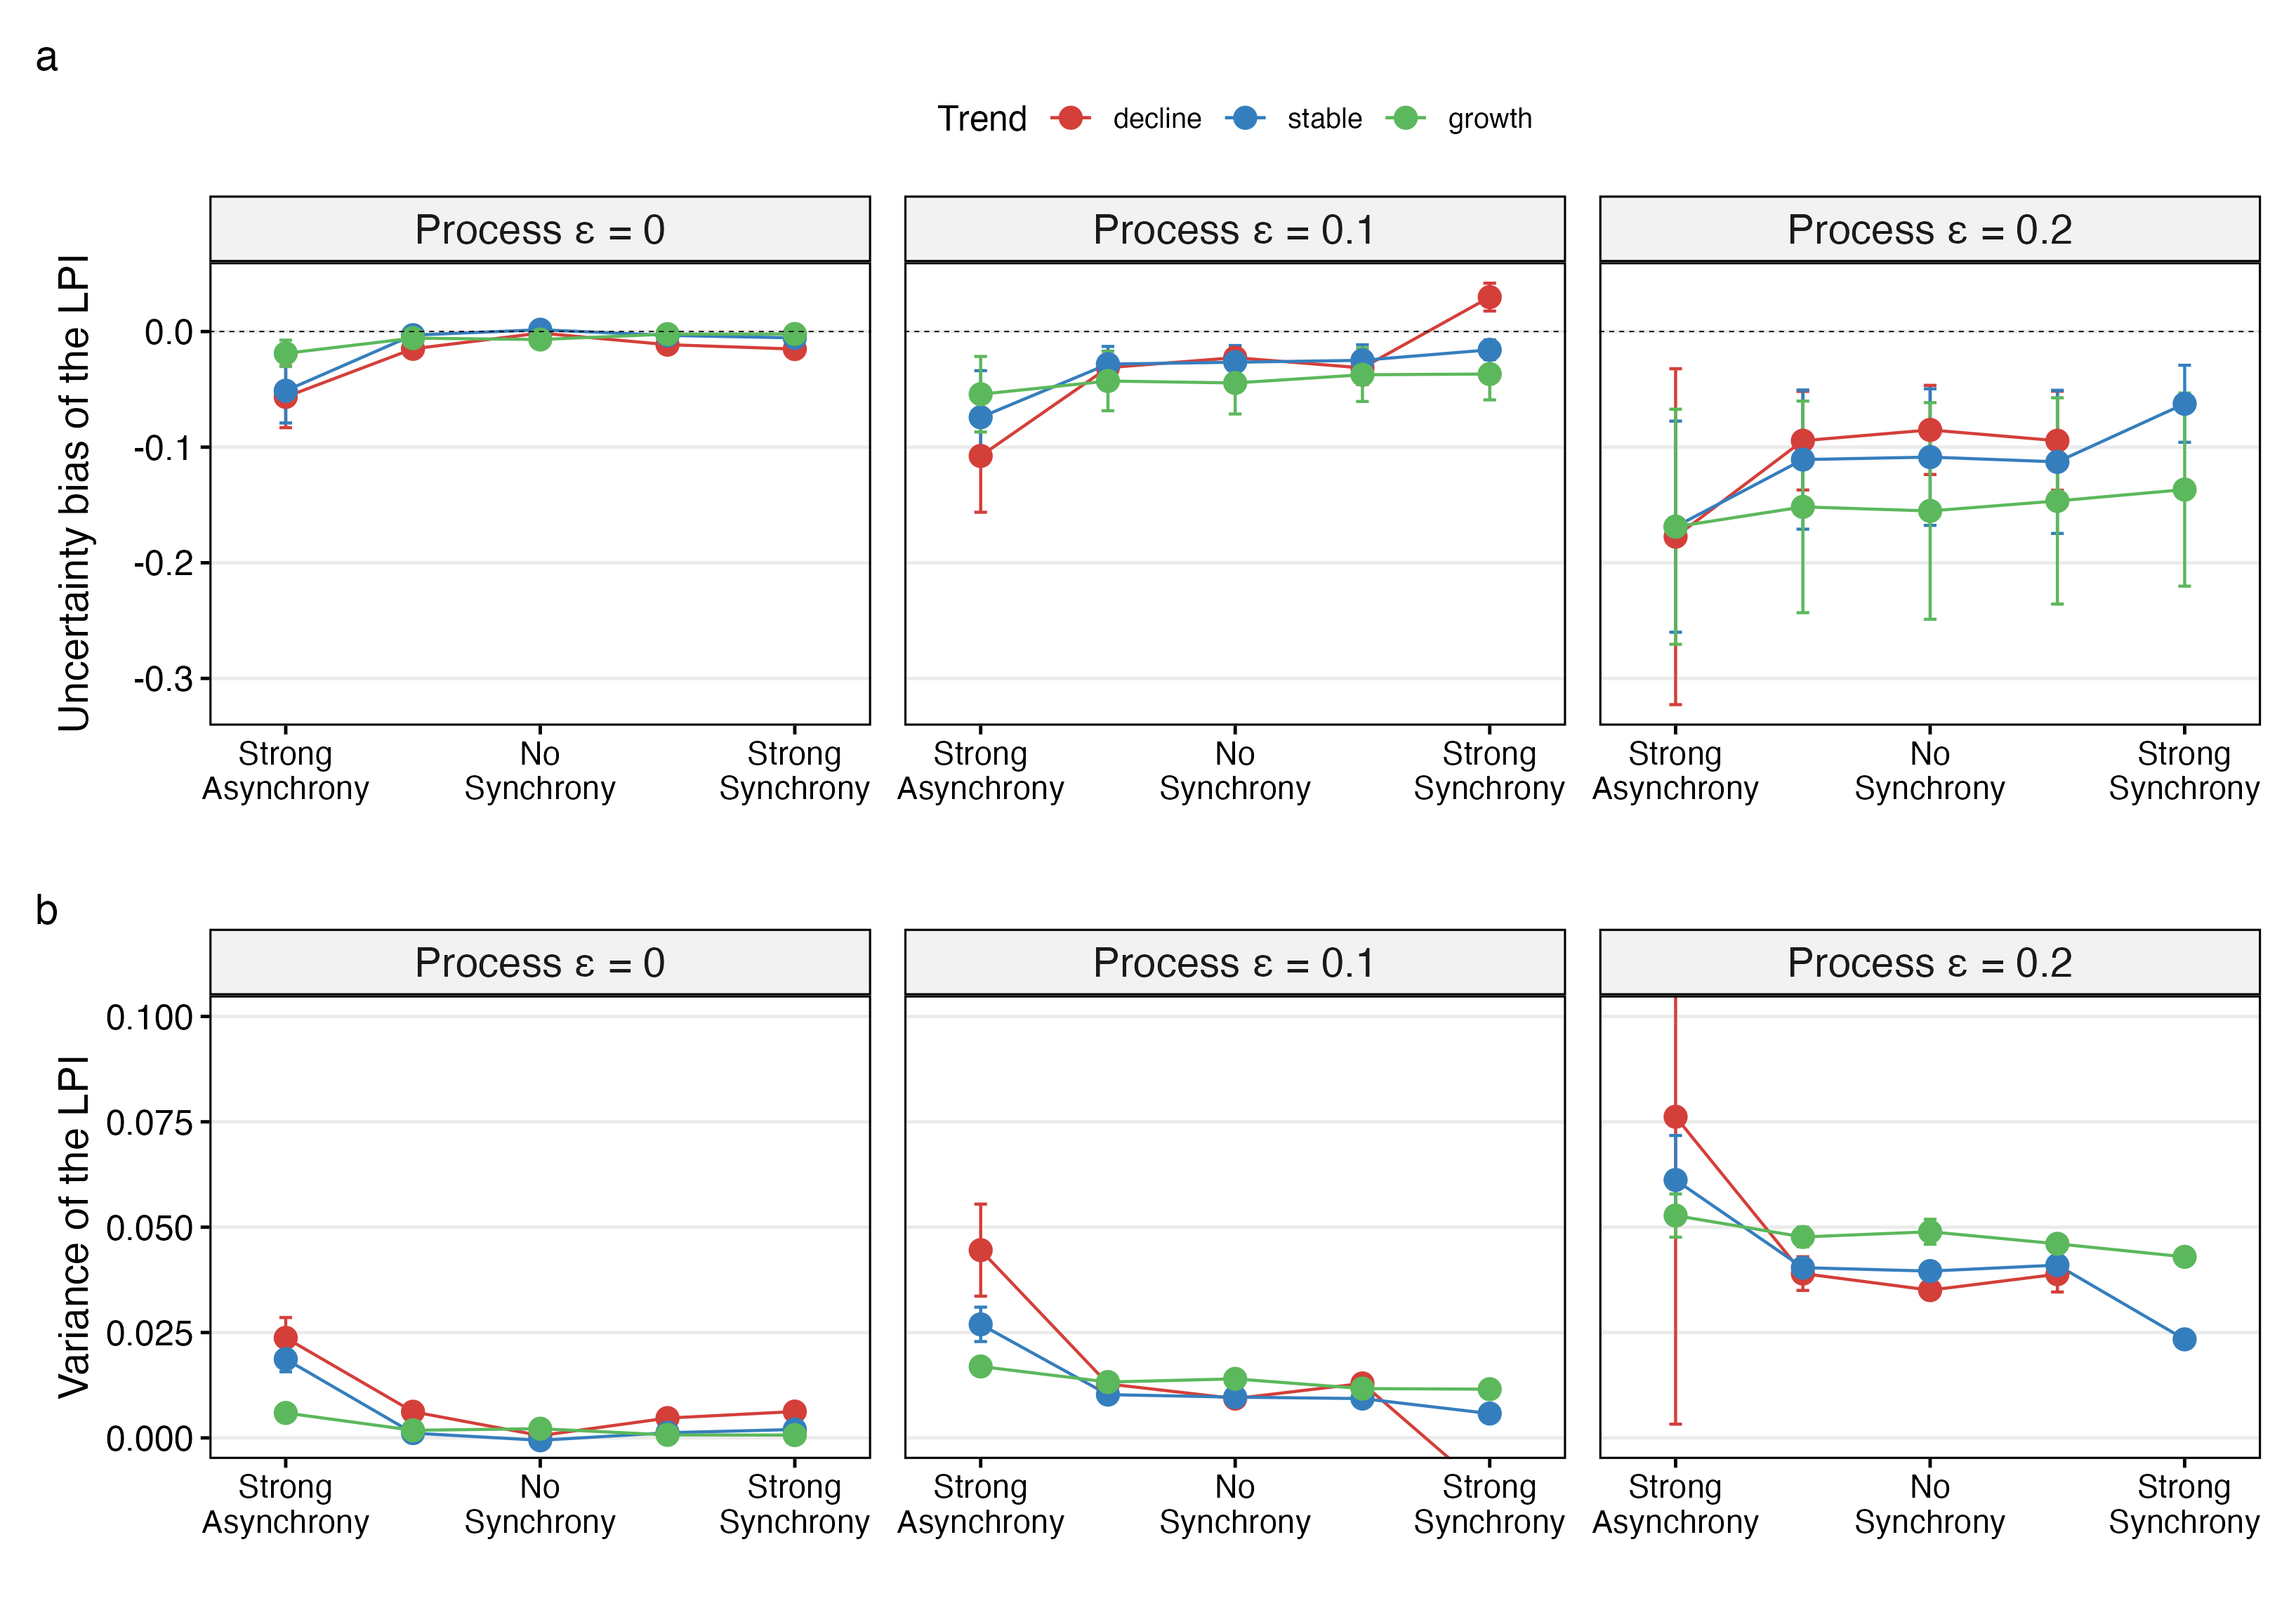 a
Trend decline stable growth
Process ε = 0 Process ε = 0.1 Process ε = 0.2
Uncertainty bias of the LPI
0.0
-0.1
-0.2
-0.3
Strong No Strong Strong No Strong Strong No Strong
Asynchrony Synchrony Synchrony Asynchrony Synchrony Synchrony Asynchrony Synchrony Synchrony
b
Process ε = 0 Process ε = 0.1 Process ε = 0.2
Variance of the LPI
0.100
0.075
0.050
0.025
0.000
Strong No Strong Strong No Strong Strong No Strong
Asynchrony Synchrony Synchrony Asynchrony Synchrony Synchrony Asynchrony Synchrony Synchrony